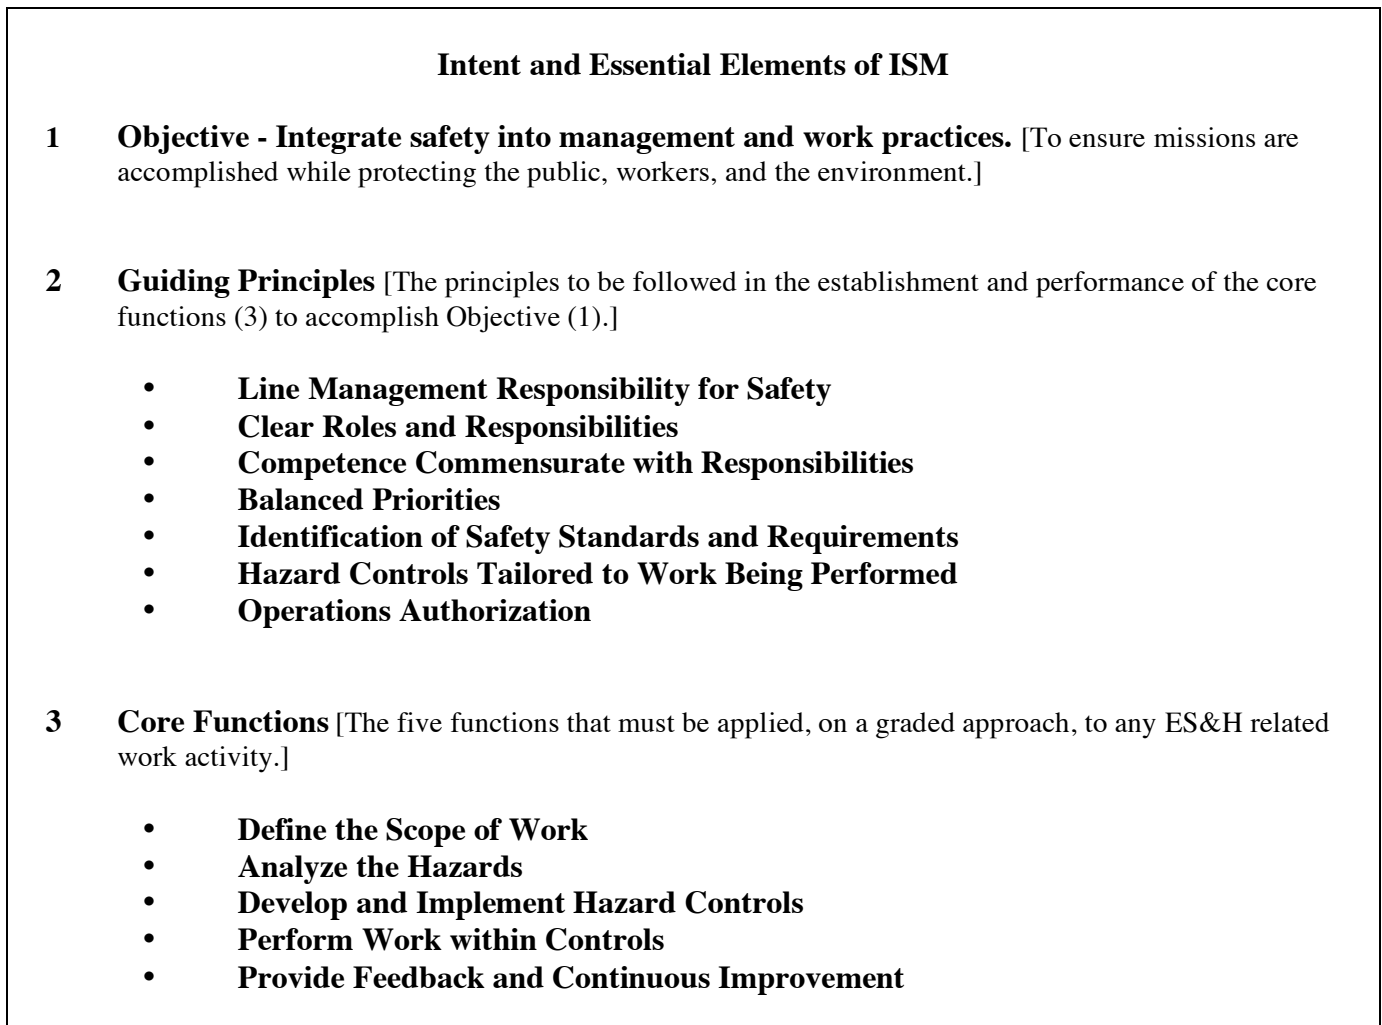 Intent and Essential Elements of ISM
1 Objective - Integrate safety into management and work practices. [To ensure missions are
accomplished while protecting the public, workers, and the environment.]
2 Guiding Principles [The principles to be followed in the establishment and performance of the core
functions (3) to accomplish Objective (1).]
• Line Management Responsibility for Safety
• Clear Roles and Responsibilities
• Competence Commensurate with Responsibilities
• Balanced Priorities
• Identification of Safety Standards and Requirements
• Hazard Controls Tailored to Work Being Performed
• Operations Authorization
3 Core Functions [The five functions that must be applied, on a graded approach, to any ES&H related
work activity.]
• Define the Scope of Work
• Analyze the Hazards
• Develop and Implement Hazard Controls
• Perform Work within Controls
• Provide Feedback and Continuous Improvement